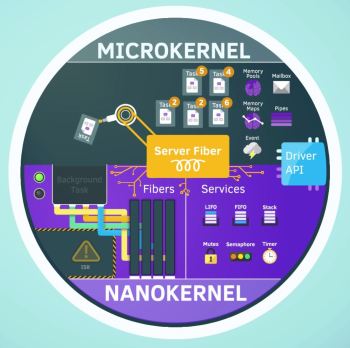 MICROKERNEL
Task 5
Task 4
Memory
Pools
Mailbox
Task 2
Task 2
Task 6
Memory
Maps
Pipes
Task
Server Fiber
Event
Driver
API
Background
Task
Fibers
Services
LIFO
FIFO
Stack
ISR
Mutes
Semaphore
Timer
NANOKERNEL